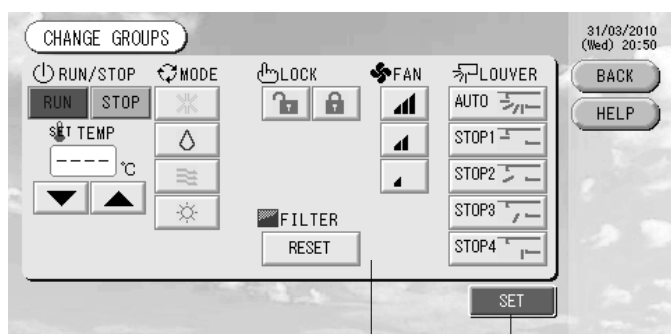 CHANGE GROUPS
31/03/2010
(Wed) 20:50
RUN/STOP
MODE
LOCK
FAN
LOUVER
BACK
RUN
STOP
AUTO
HELP
SET TEMP
STOP1
----
°C
STOP2
STOP3
FILTER
RESET
STOP4
SET